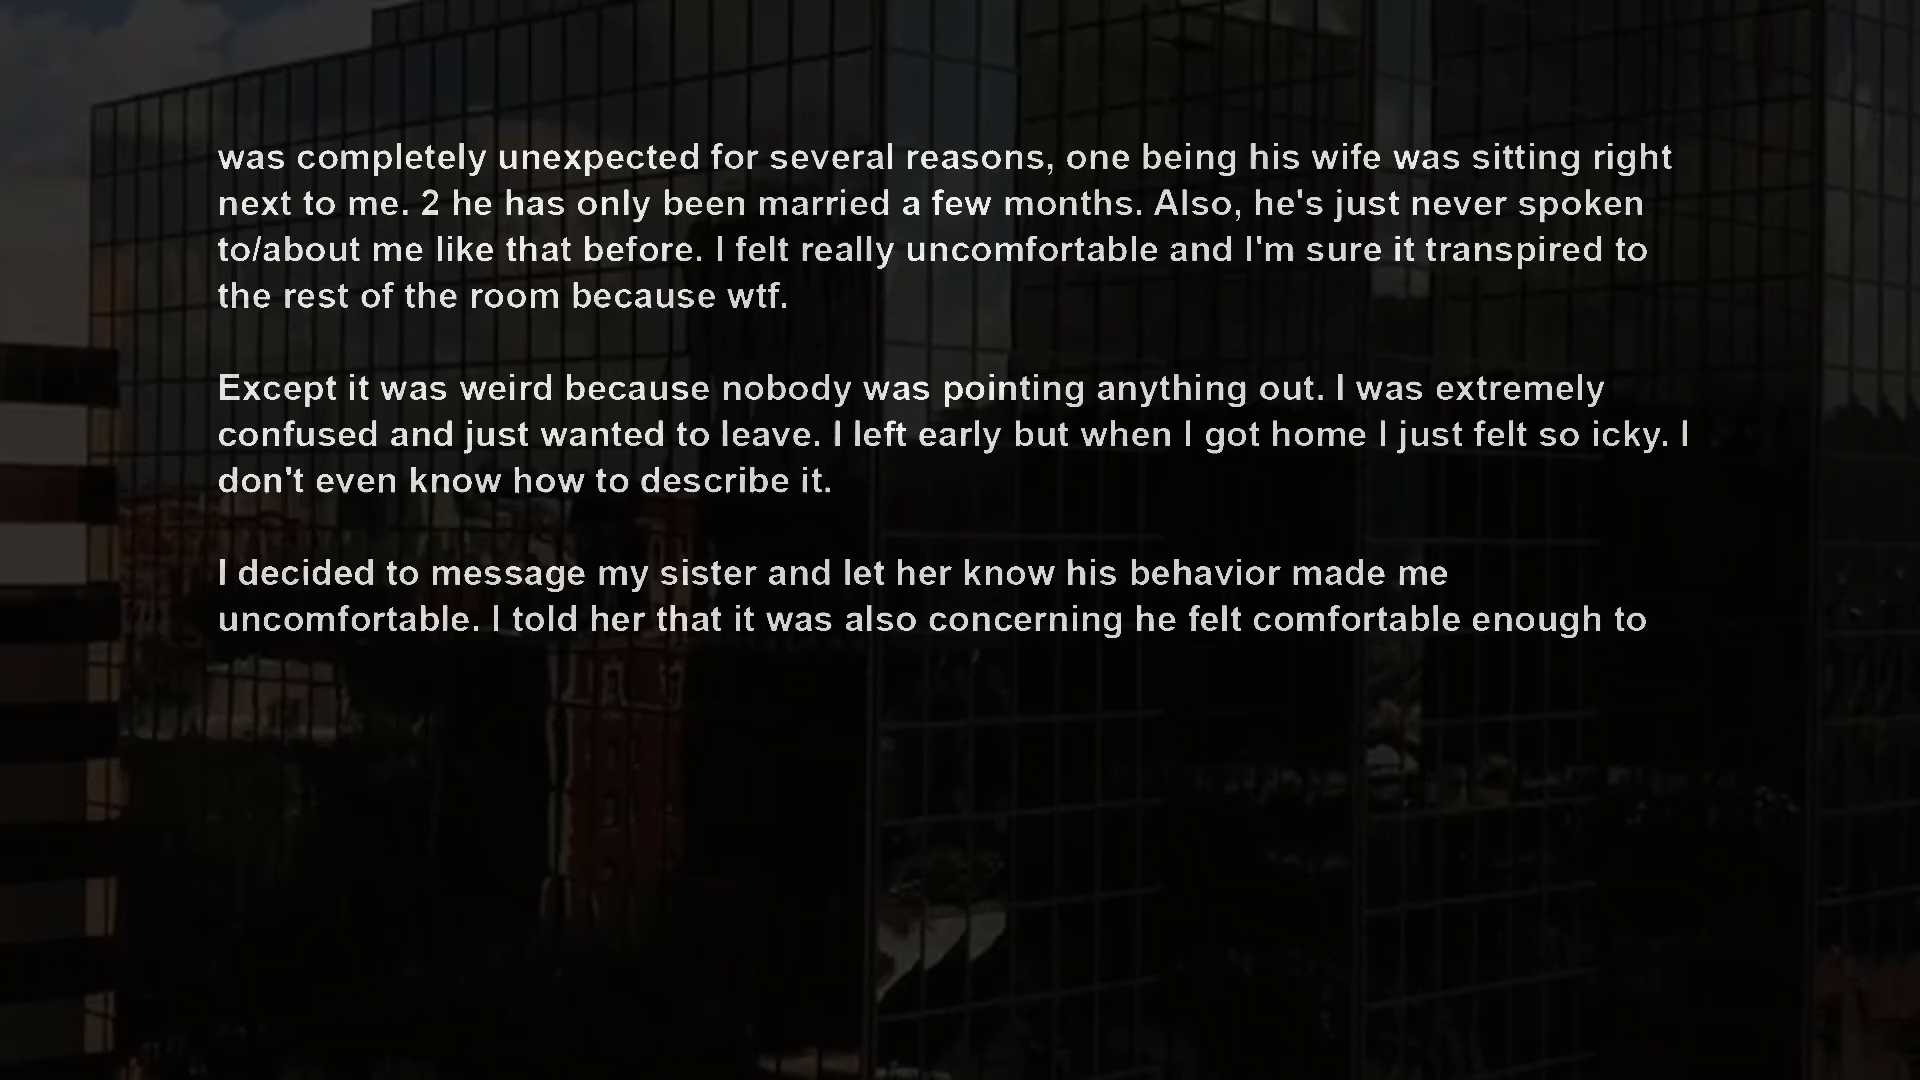 was completely unexpected for several reasons, one being his wife was sitting right
next to me. 2 he has only been married a few months. Also, he's just never spoken
to/about me like that before. I felt really uncomfortable and I'm sure it transpired to
the rest of the room because wtf.
Except it was weird because nobody was pointing anything out. I was extremely
confused and just wanted to leave. I left early but when I got home I just felt so icky. I
don't even know how to describe it.
I decided to message my sister and let her know his behavior made me
uncomfortable. I told her that it was also concerning he felt comfortable enough to